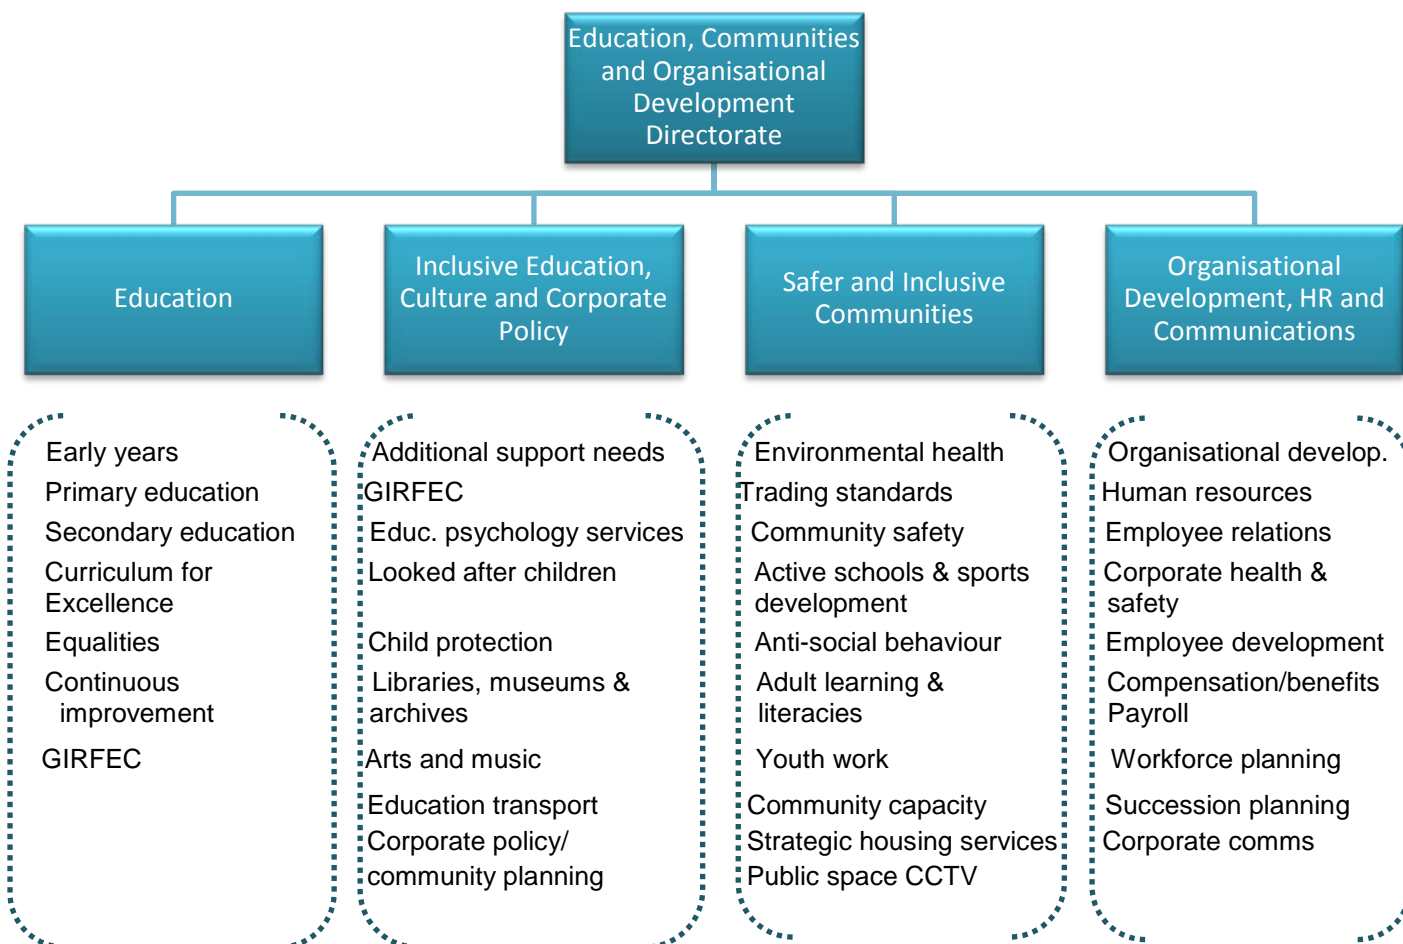 Education, Communities
and Organisational
Development
Directorate
Education
Inclusive Education,
Culture and Corporate
Policy
Safer and Inclusive
Communities
Organisational
Development, HR and
Communications
Early years
Primary education
Secondary education
Curriculum for
Excellence
Equalities
Continuous
improvement
GIRFEC
Additional support needs
GIRFEC
Educ. psychology services
Looked after children
Child protection
Libraries, museums &
archives
Arts and music
Education transport
Corporate policy/
community planning
Environmental health
Trading standards
Community safety
Active schools & sports
development
Anti-social behaviour
Adult learning &
literacies
Youth work
Community capacity
Strategic housing services
Public space CCTV
Organisational develop.
Human resources
Employee relations
Corporate health &
safety
Employee development
Compensation/benefits
Payroll
Workforce planning
Succession planning
Corporate comms